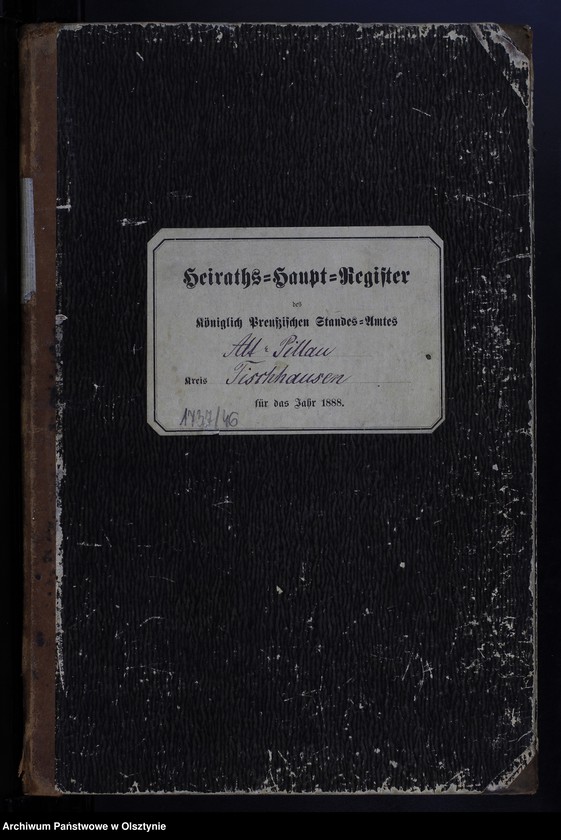 Heiraths-Haupt-Register
des
Königlich Preußischen Standes-Amtes
Alt-Pillau
Kreis Fischhausen
für das Jahr 1888.
1737/46
Archiwum Państwowe w Olsztynie